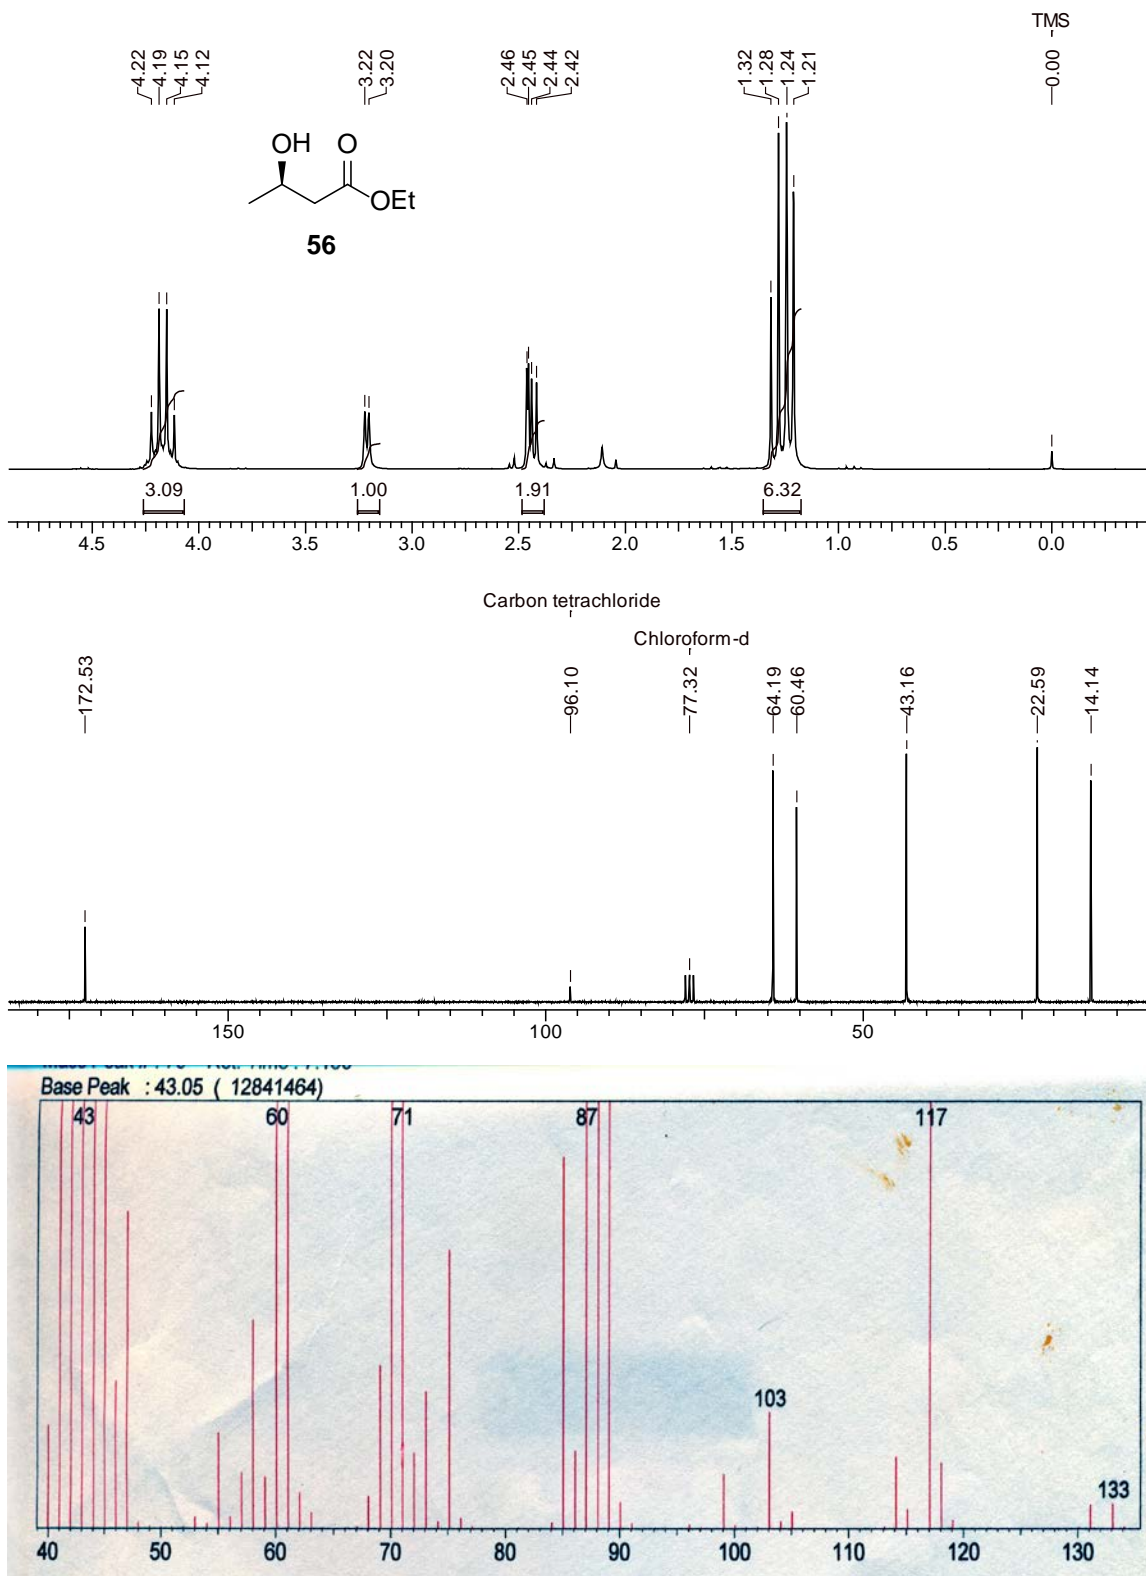 TMS
4.22 4.19 4.15 4.12 3.22 3.20 2.46 2.45 2.44 2.42 1.32 1.28 1.24 1.21 0.00
OH O
OEt
56
3.09 1.00 1.91 6.32
4.5 4.0 3.5 3.0 2.5 2.0 1.5 1.0 0.5 0.0
Carbon tetrachloride
Chloroform-d
172.53 96.10 77.32 64.19 60.46 43.16 22.59 14.14
150 100 50
Base Peak : 43.05 ( 12841464)
43 60 71 87 117
103
133
40 50 60 70 80 90 100 110 120 130